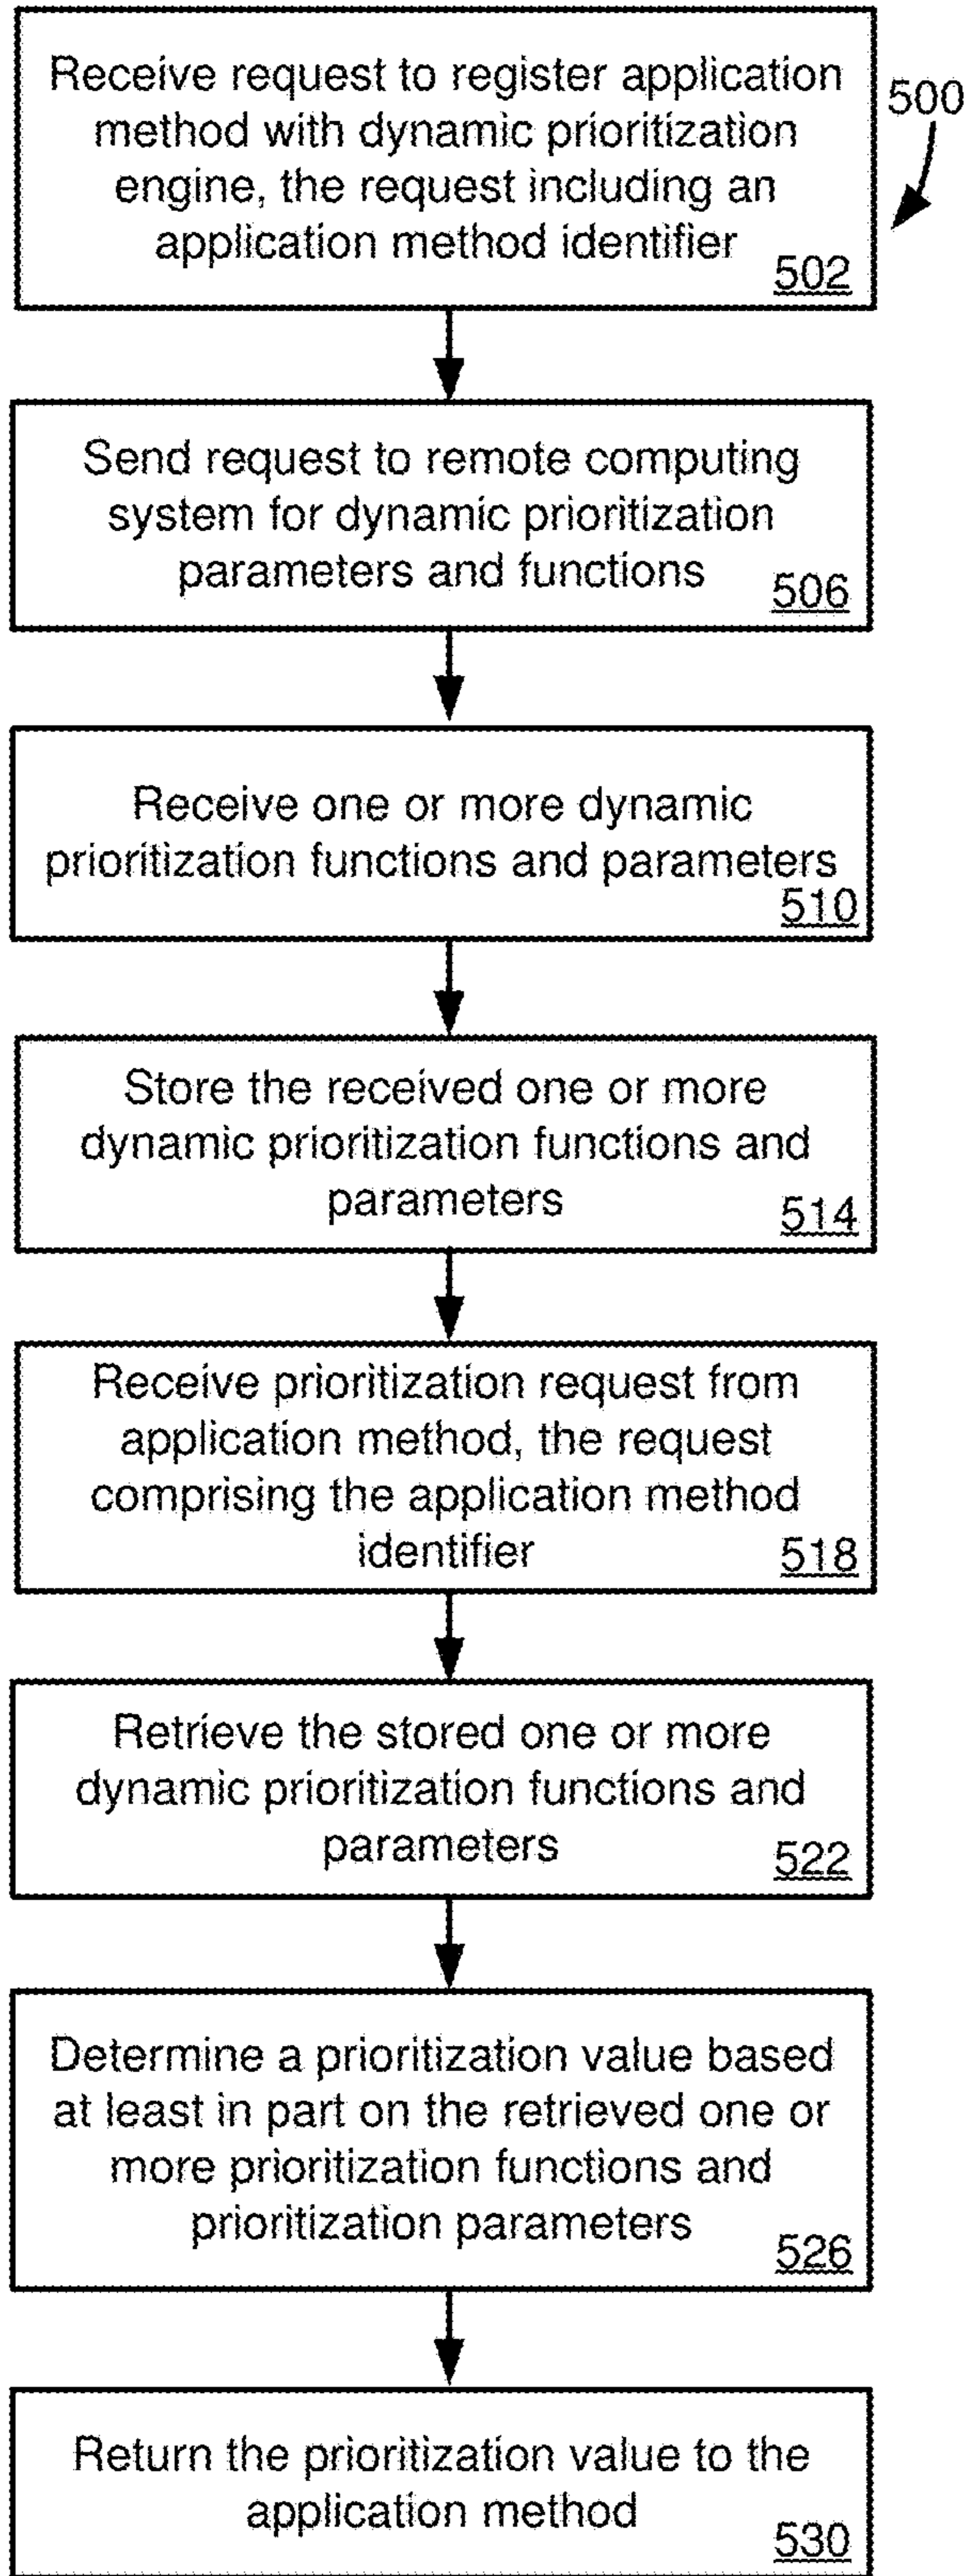 Receive request to register application
method with dynamic prioritization
engine, the request including an
application method identifier
502
500
Send request to remote computing
system for dynamic prioritization
parameters and functions
506
Receive one or more dynamic
prioritization functions and parameters
510
Store the received one or more
dynamic prioritization functions and
parameters
514
Receive prioritization request from
application method, the request
comprising the application method
identifier
518
Retrieve the stored one or more
dynamic prioritization functions and
parameters
522
Determine a prioritization value based
at least in part on the retrieved one or
more prioritization functions and
prioritization parameters
526
Return the prioritization value to the
application method
530